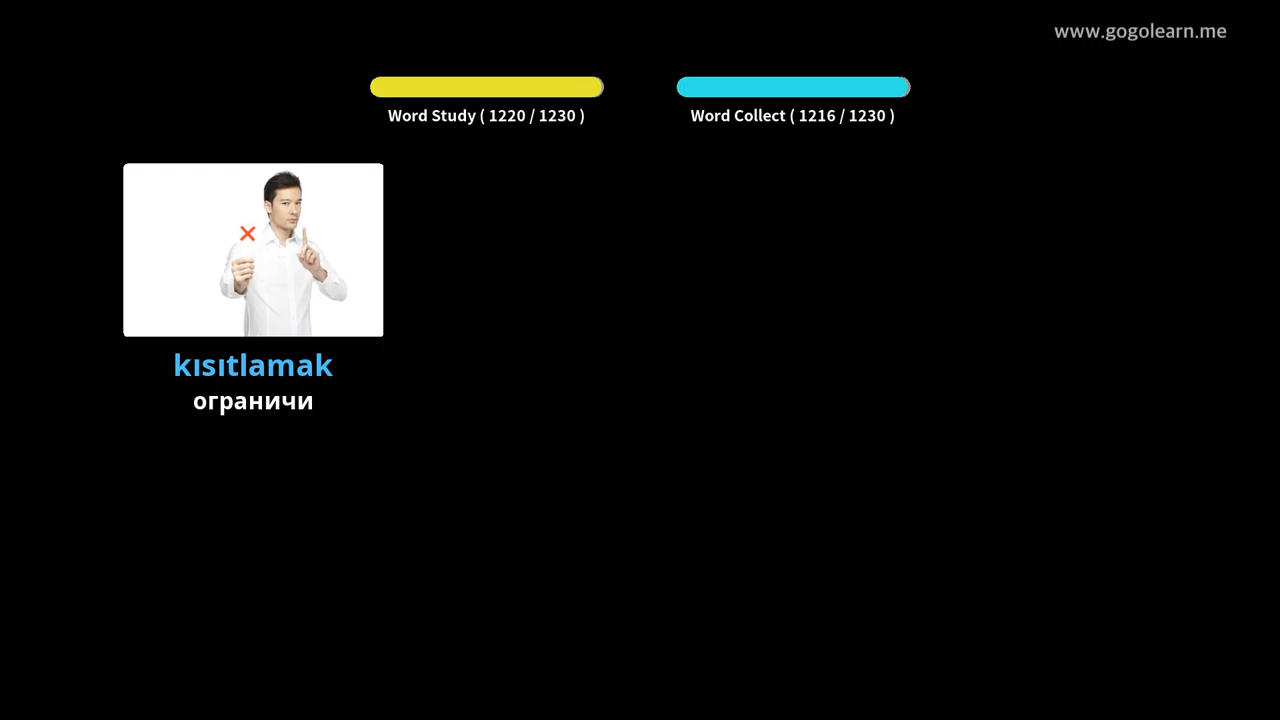 www.gogolearn.me
Word Study ( 1220 / 1230 )
Word Collect ( 1216 / 1230 )
kısıtlamak
ограничи